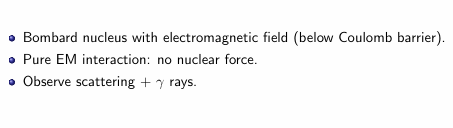 Bombard nucleus with electromagnetic field (below Coulomb barrier).
Pure EM interaction: no nuclear force.
Observe scattering + γ rays.